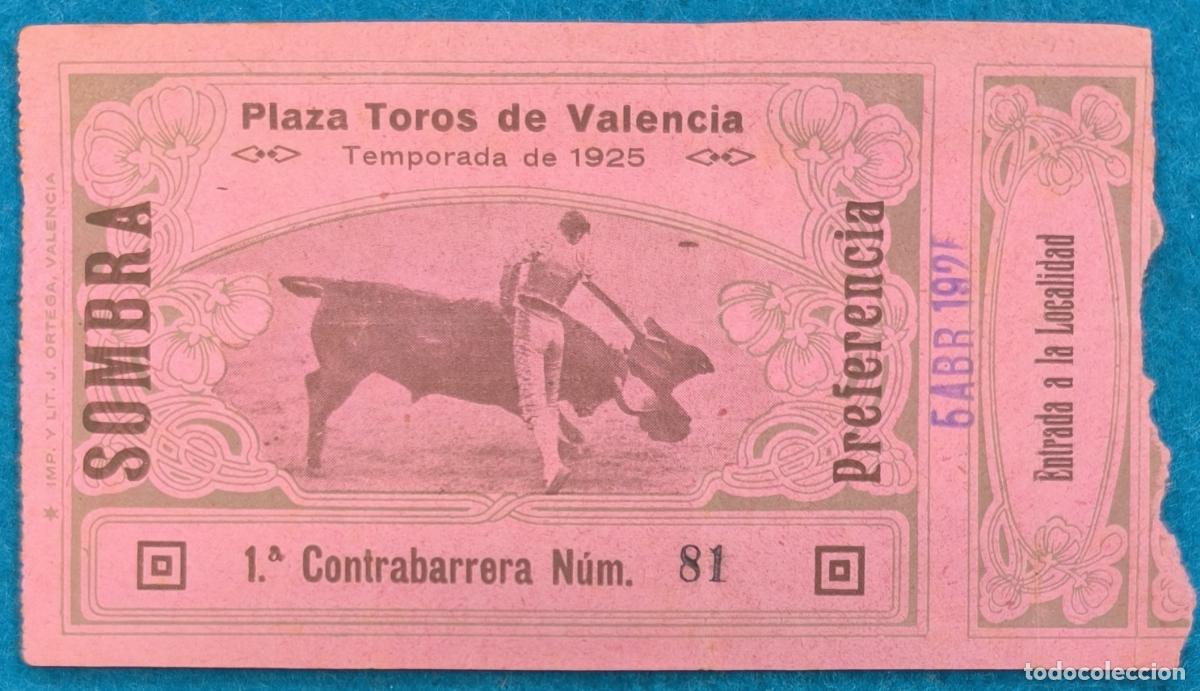 Plaza Toros de Valencia
Temporada de 1925
SOMBRA
Preferencia
IMP. Y LIT. J. ORTEGA, VALENCIA
1.ª Contrabarrera Núm. 81
ABR
Entrada a la Localidad
todocoleccion